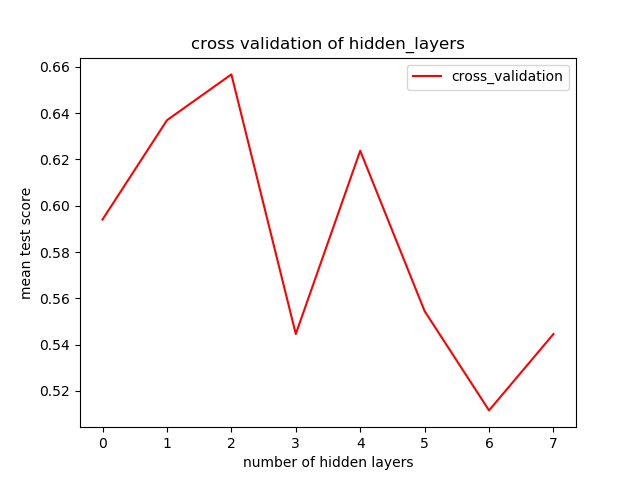 cross validation of hidden_layers
cross_validation
mean test score
0.66
0.64
0.62
0.60
0.58
0.56
0.54
0.52
0 1 2 3 4 5 6 7
number of hidden layers